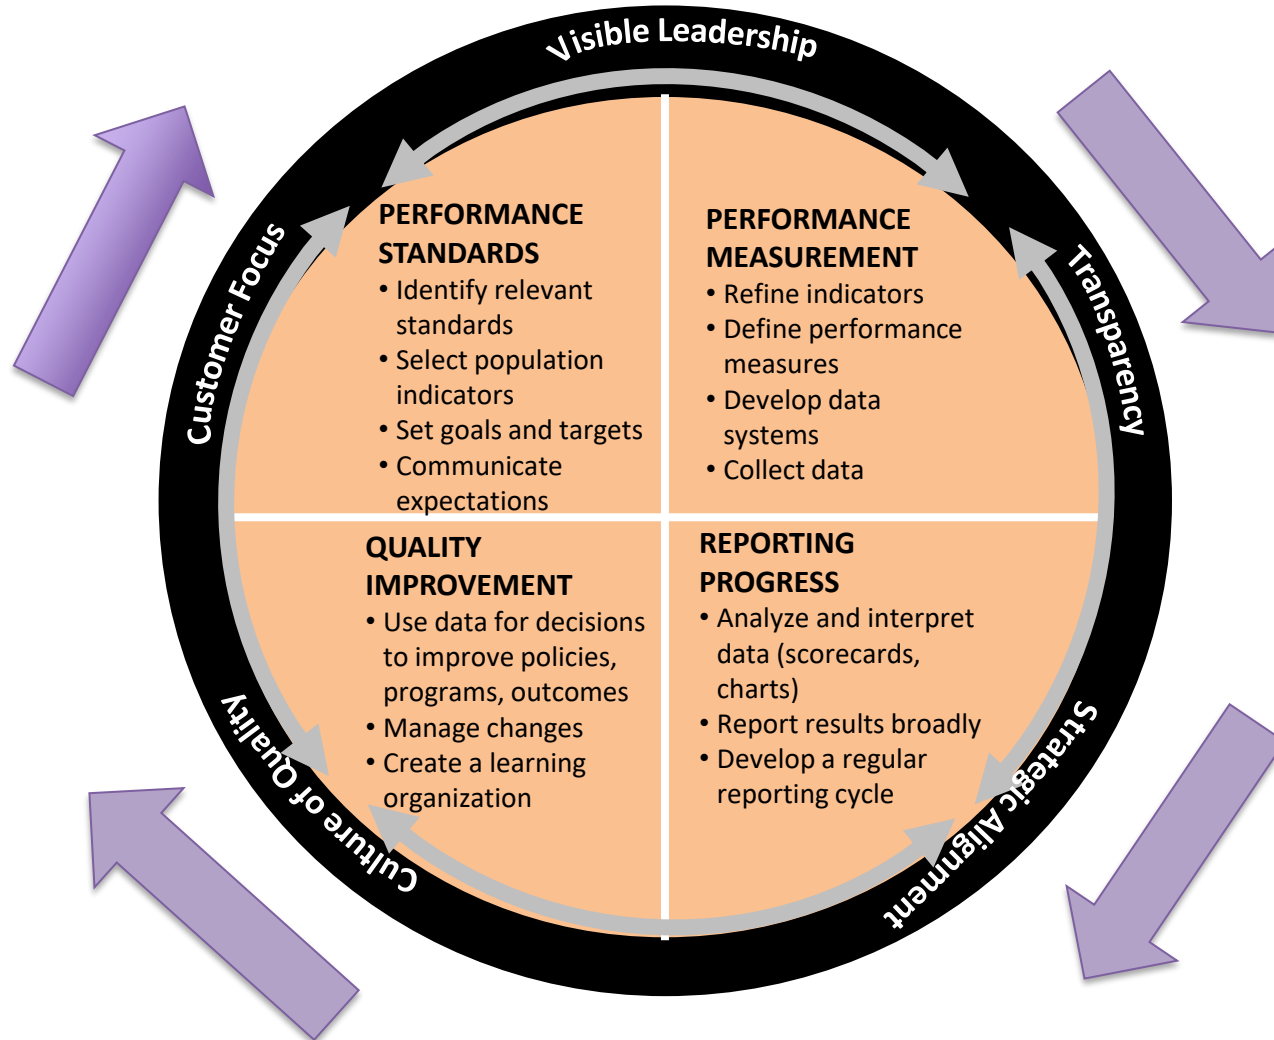 Visible Leadership
Customer Focus
Transparency
PERFORMANCE
STANDARDS
• Identify relevant
standards
• Select population
indicators
• Set goals and targets
• Communicate
expectations
PERFORMANCE
MEASUREMENT
• Refine indicators
• Define performance
measures
• Develop data
systems
• Collect data
QUALITY
IMPROVEMENT
• Use data for decisions
to improve policies,
programs, outcomes
• Manage changes
• Create a learning
organization
REPORTING
PROGRESS
• Analyze and interpret
data (scorecards,
charts)
• Report results broadly
• Develop a regular
reporting cycle
Culture of Quality
Strategic Alignment